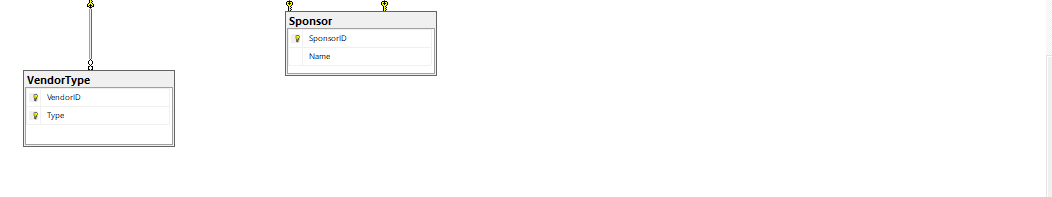 Sponsor
SponsorID
Name
VendorType
VendorID
Type